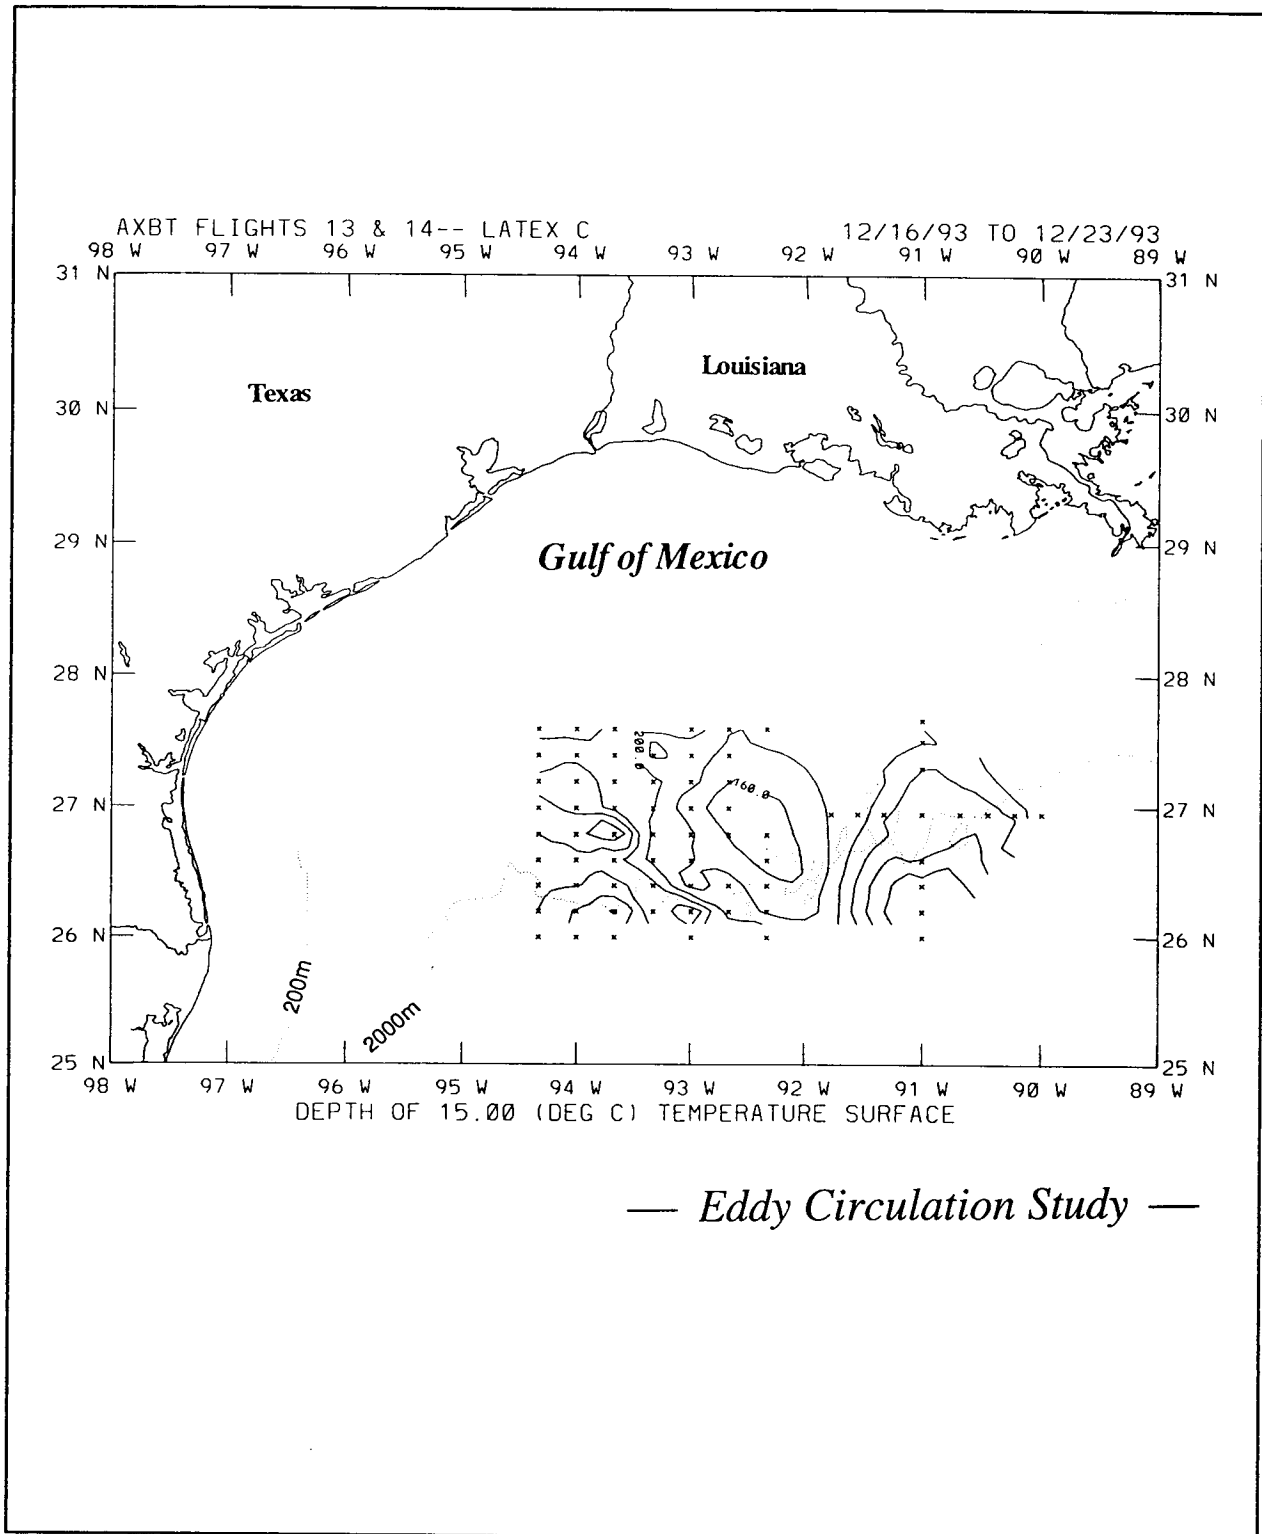 AXBT FLIGHTS 13 & 14-- LATEX C 12/16/93 TO 12/23/93
98 W 97 W 96 W 95 W 94 W 93 W 92 W 91 W 90 W 89 W
31 N 31 N
Louisiana
Texas
30 N 30 N
29 N 29 N
Gulf of Mexico
28 N 28 N
200.0
160.0
27 N 27 N
26 N 26 N
200m
2000m
25 N 25 N
98 W 97 W 96 W 95 W 94 W 93 W 92 W 91 W 90 W 89 W
DEPTH OF 15.00 (DEG C) TEMPERATURE SURFACE
— Eddy Circulation Study —